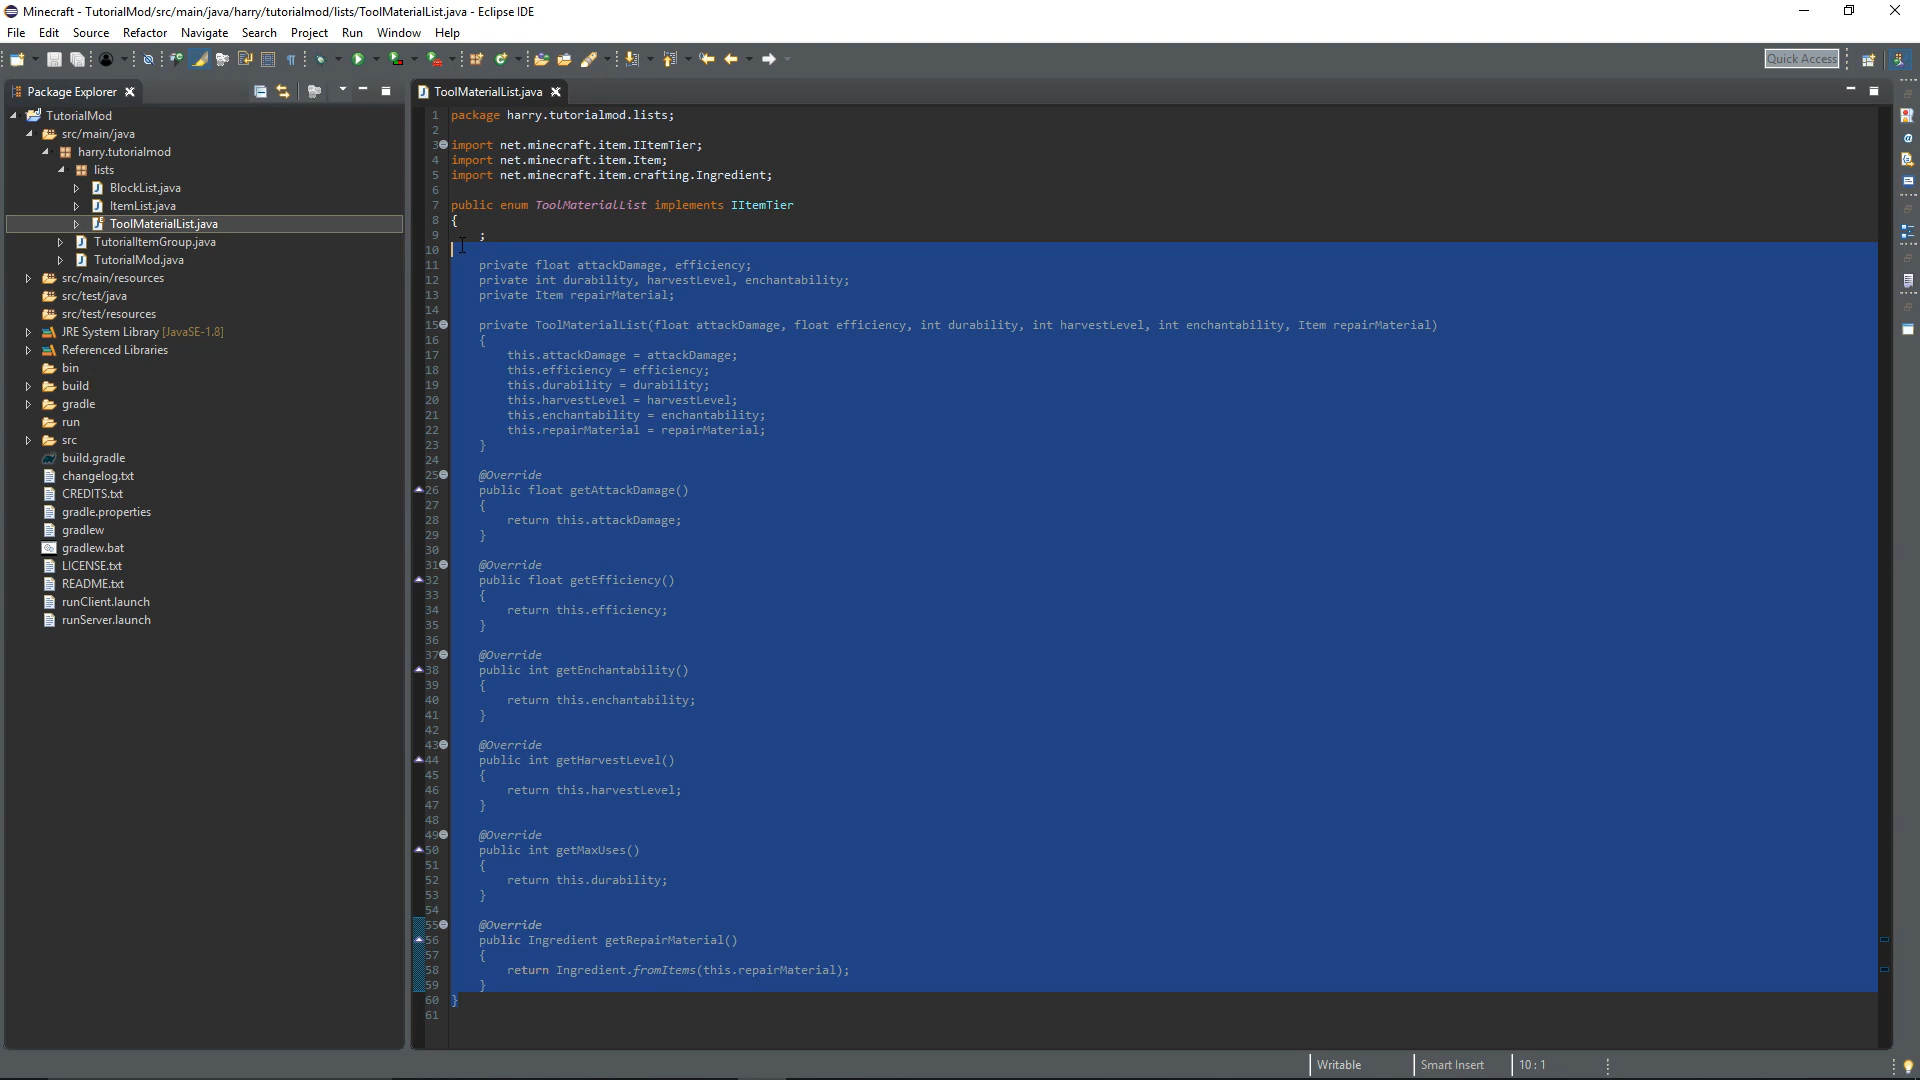 Minecraft - TutorialMod/src/main/java/harry/tutorialmod/lists/ToolMaterialList.java - Eclipse IDE
File Edit Source Refactor Navigate Search Project Run Window Help
Quick Access
Package Explorer
TutorialMod
src/main/java
harry.tutorialmod
lists
BlockList.java
ItemList.java
ToolMaterialList.java
TutorialItemGroup.java
TutorialMod.java
src/main/resources
src/test/java
src/test/resources
JRE System Library [JavaSE-1.8]
Referenced Libraries
bin
build
gradle
run
src
build.gradle
changelog.txt
CREDITS.txt
gradle.properties
gradlew
gradlew.bat
LICENSE.txt
README.txt
runClient.launch
runServer.launch
ToolMaterialList.java
1 package harry.tutorialmod.lists;
2
3 import net.minecraft.item.IItemTier;
4 import net.minecraft.item.Item;
5 import net.minecraft.item.crafting.Ingredient;
6
7 public enum ToolMaterialList implements IItemTier
8 {
9 ;
10
11 private float attackDamage, efficiency;
12 private int durability, harvestLevel, enchantability;
13 private Item repairMaterial;
14
15 private ToolMaterialList(float attackDamage, float efficiency, int durability, int harvestLevel, int enchantability, Item repairMaterial)
16 {
17 this.attackDamage = attackDamage;
18 this.efficiency = efficiency;
19 this.durability = durability;
20 this.harvestLevel = harvestLevel;
21 this.enchantability = enchantability;
22 this.repairMaterial = repairMaterial;
23 }
24
25 @Override
26 public float getAttackDamage()
27 {
28 return this.attackDamage;
29 }
30
31 @Override
32 public float getEfficiency()
33 {
34 return this.efficiency;
35 }
36
37 @Override
38 public int getEnchantability()
39 {
40 return this.enchantability;
41 }
42
43 @Override
44 public int getHarvestLevel()
45 {
46 return this.harvestLevel;
47 }
48
49 @Override
50 public int getMaxUses()
51 {
52 return this.durability;
53 }
54
55 @Override
56 public Ingredient getRepairMaterial()
57 {
58 return Ingredient.fromItems(this.repairMaterial);
59 }
60 }
61
Writable Smart Insert 10 : 1